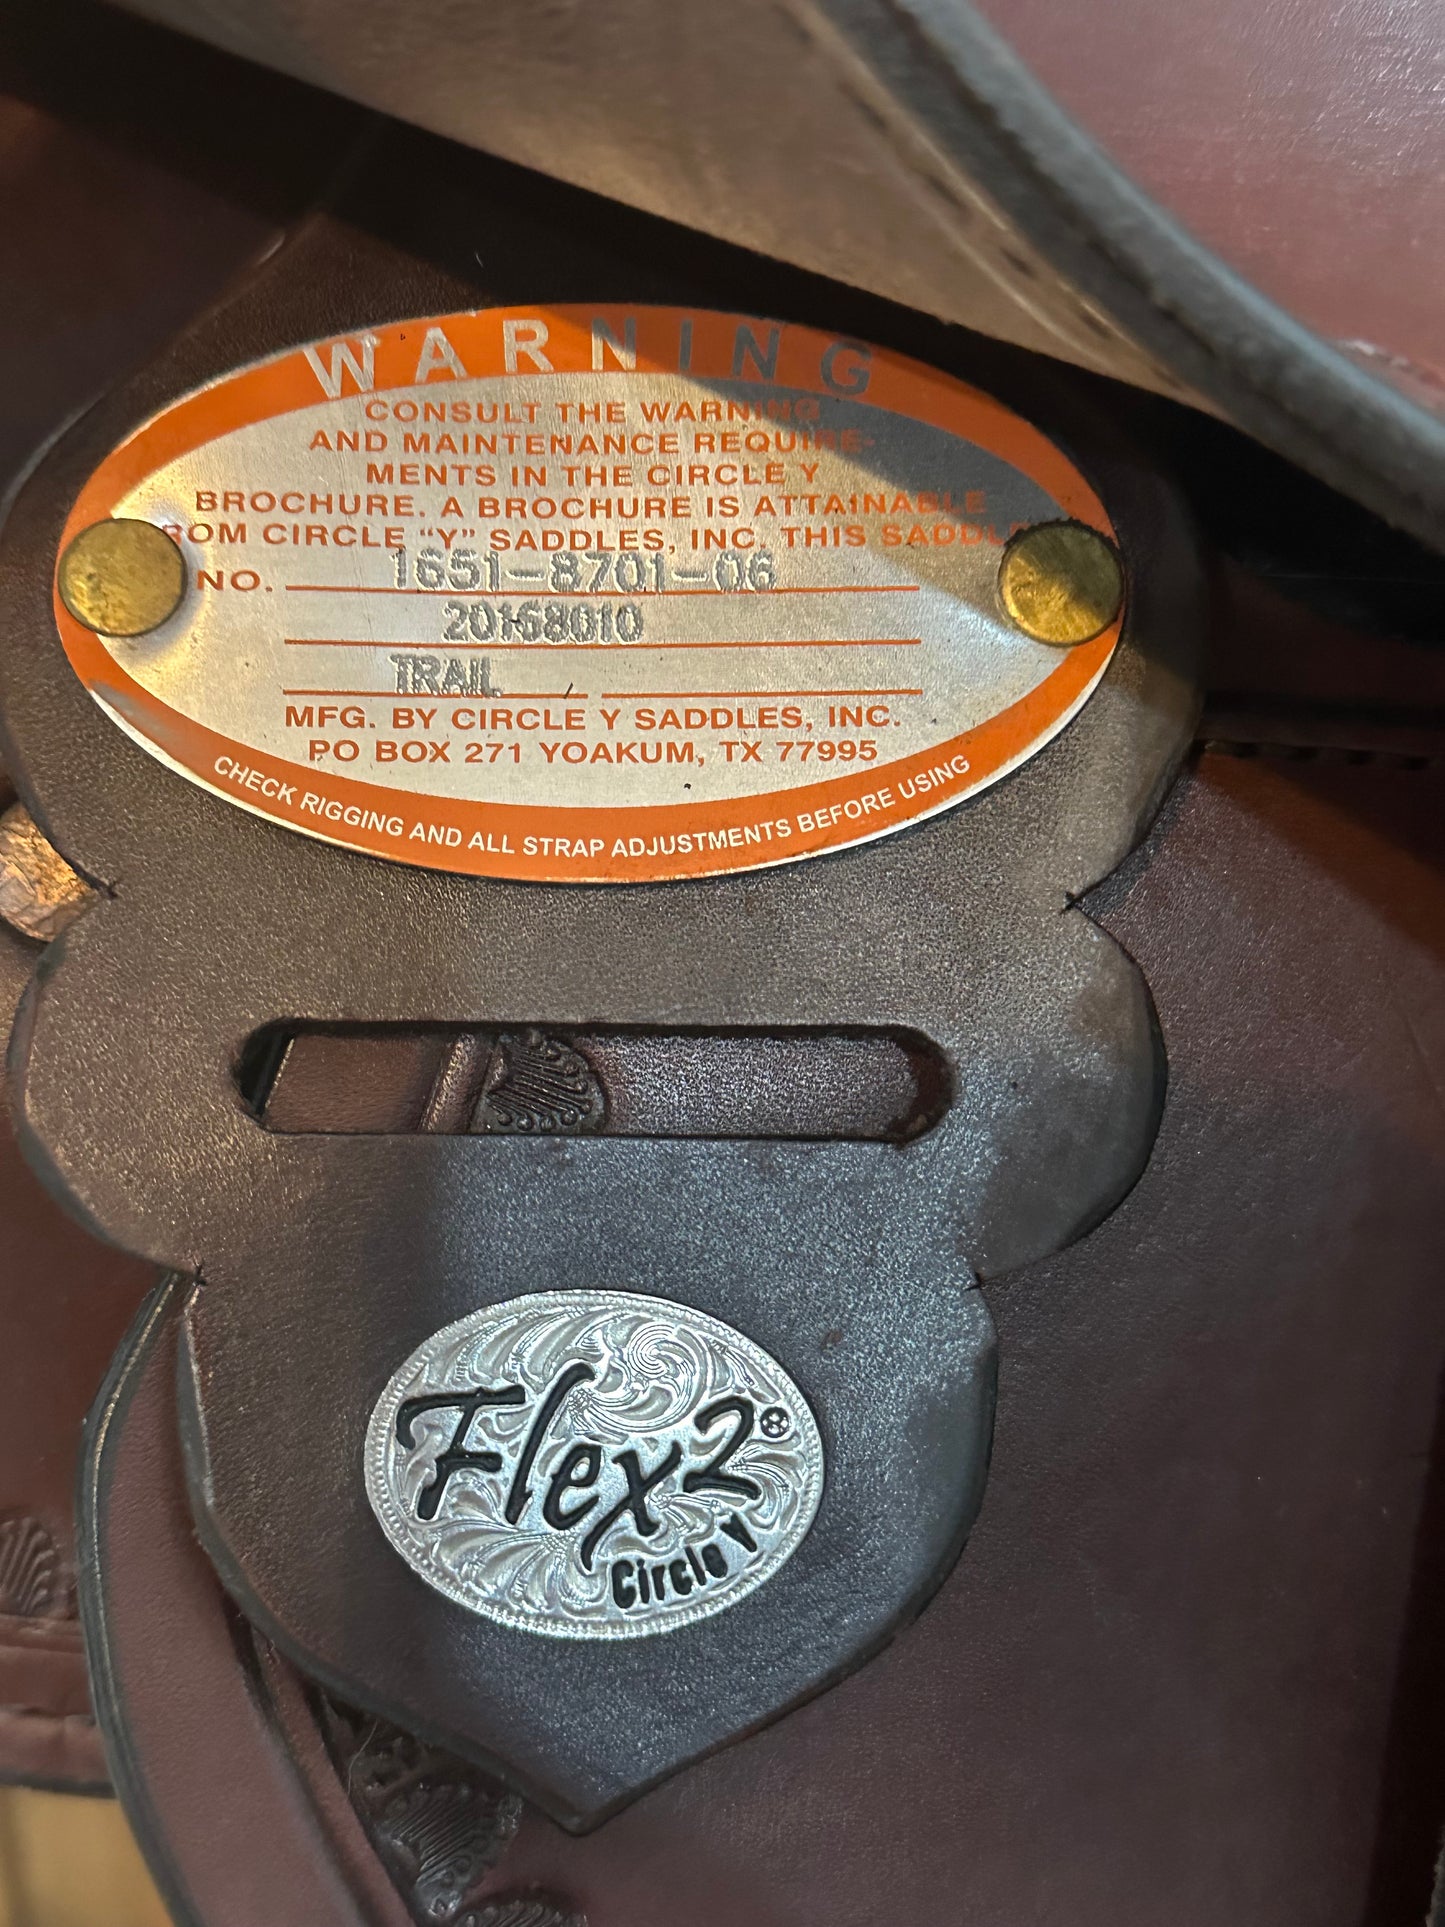 WARNING
CONSULT THE WARNING
AND MAINTENANCE REQUIRE-
MENTS IN THE CIRCLE Y
BROCHURE. A BROCHURE IS ATTAINABLE
ROM CIRCLE "Y" SADDLES, INC. THIS SADDL
NO. 1651-8701-06
20168010
TRAIL
MFG. BY CIRCLE Y SADDLES, INC.
PO BOX 271 YOAKUM, TX 77995
CHECK RIGGING AND ALL STRAP ADJUSTMENTS BEFORE USING
Flex2®
Circle Y